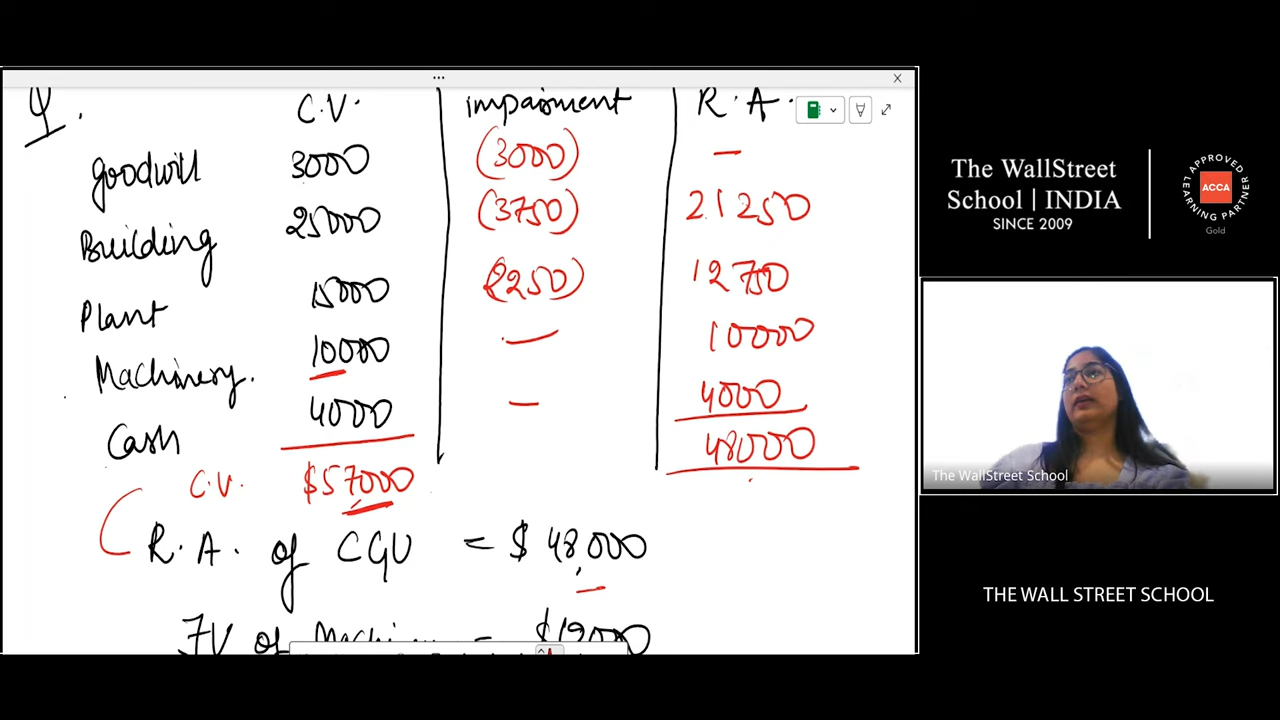 Q. C.V. impairment R.A.
goodwill 3000 (3000) —
Building 25000 (3750) 21250
Plant 15000 (2250) 12750
Machinery. 10000 — 10000
Cash 4000 — 4000
C.V. $57000 48000
R.A. of CGU = $ 48,000
FV of =
The WallStreet
School | INDIA
SINCE 2009
APPROVED
LEARNING PARTNER
ACCA
Gold
The WallStreet School
THE WALL STREET SCHOOL